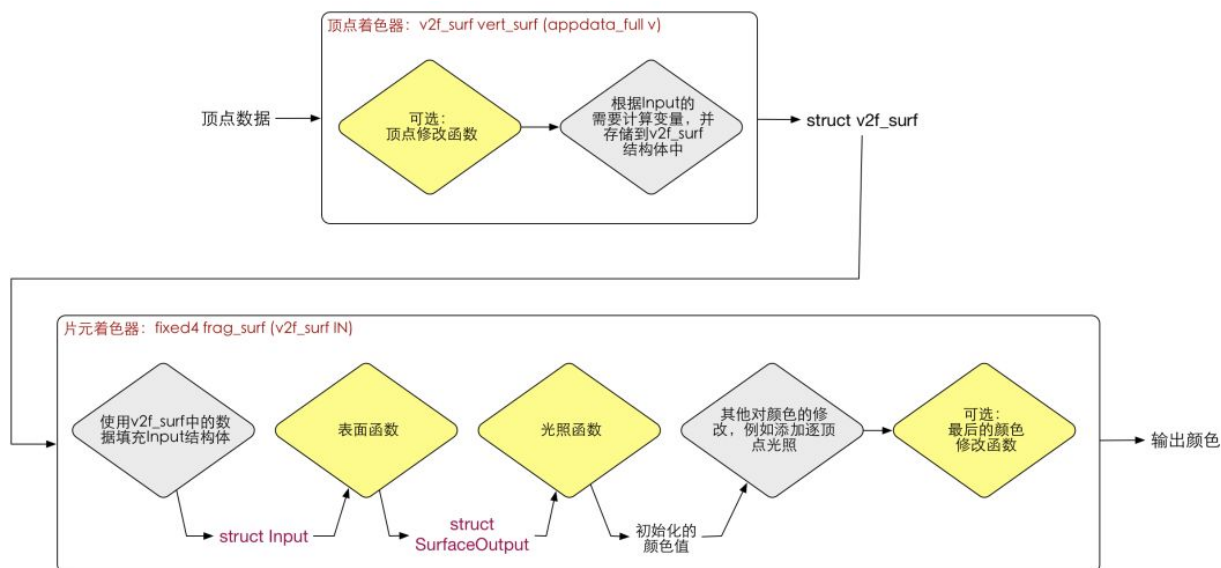 顶点着色器：v2f_surf vert_surf (appdata_full v)
顶点数据
可选：
顶点修改函数
根据Input的
需要计算变量，并
存储到v2f_surf
结构体中
struct v2f_surf
片元着色器：fixed4 frag_surf (v2f_surf IN)
使用v2f_surf中的数
据填充Input结构体
表面函数
光照函数
其他对颜色的修
改，例如添加逐顶
点光照
可选：
最后的颜色
修改函数
输出颜色
struct Input
struct
SurfaceOutput
初始化的
颜色值